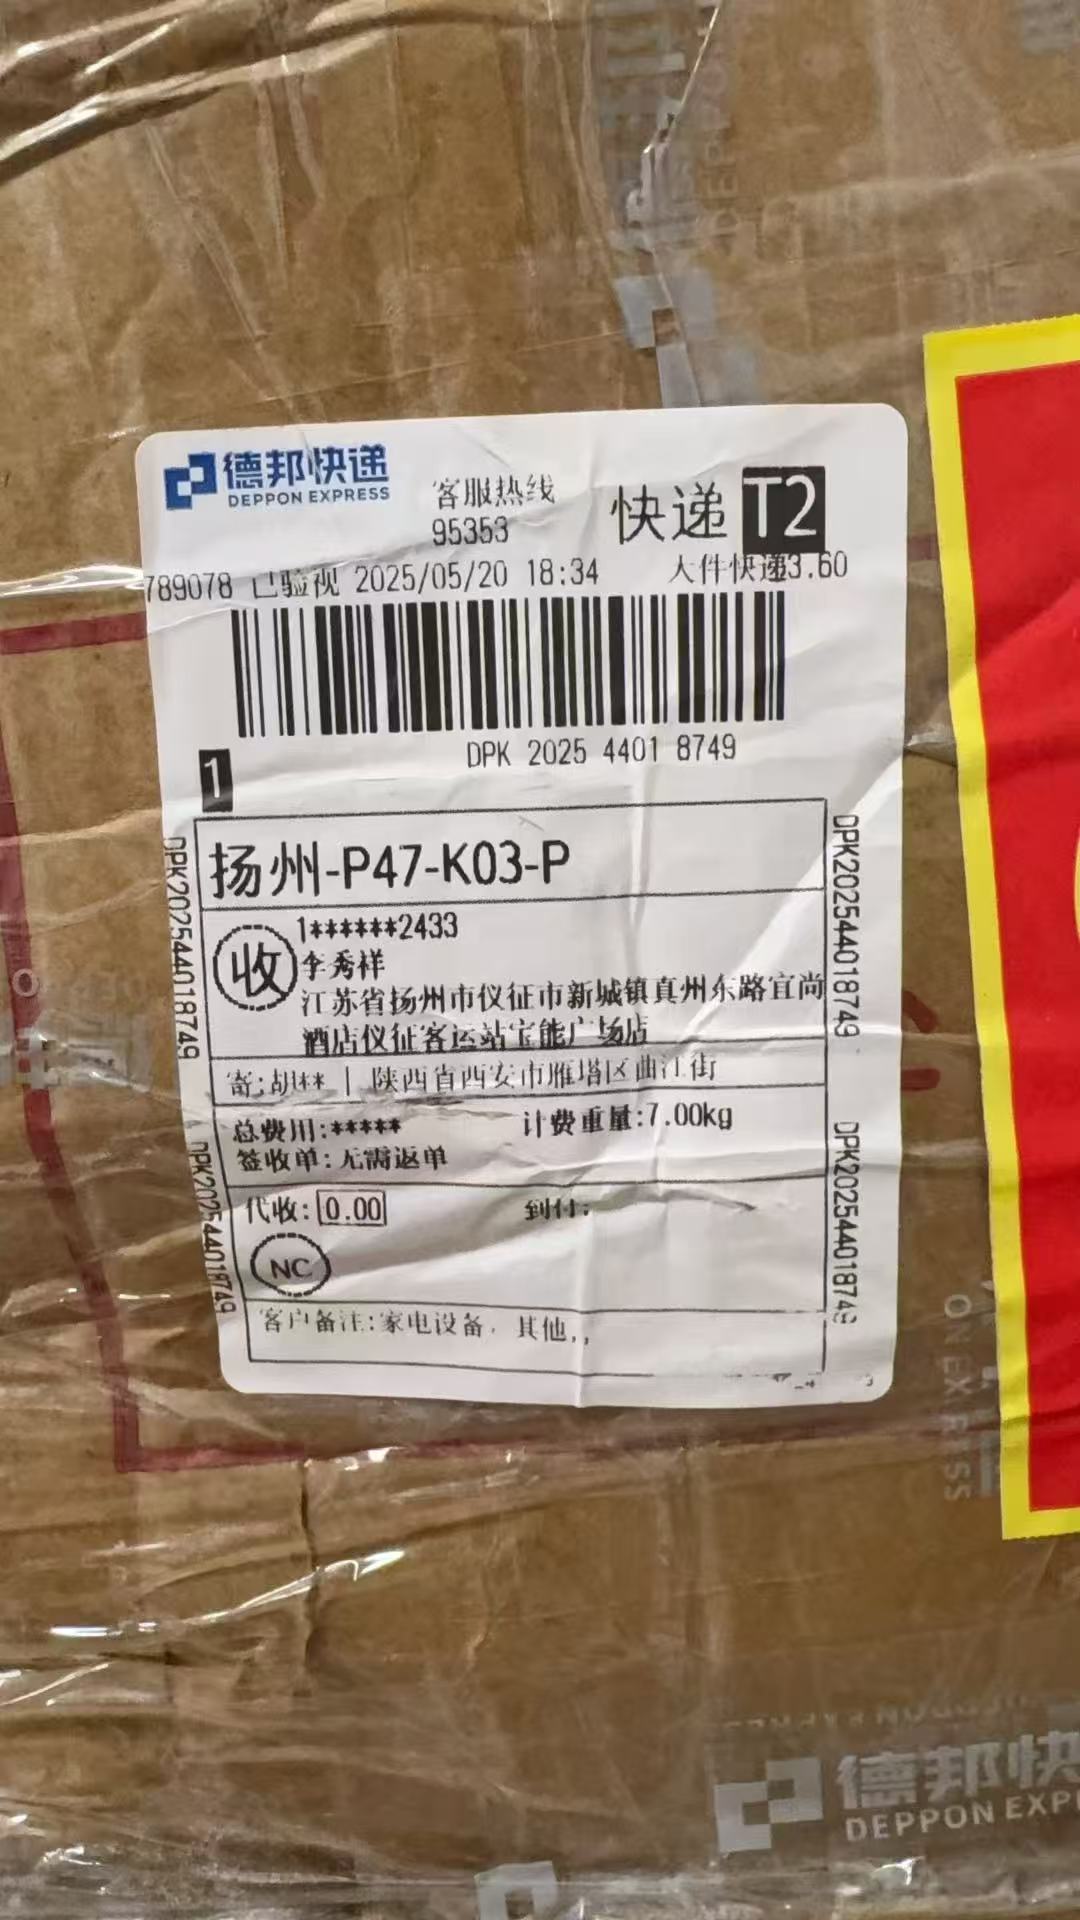 德邦快递
DEPPON EXPRESS
客服热线
95353
快递 T2
789078 已验视 2025/05/20 18:34
大件快递3.60
DPK 2025 4401 8749
1
扬州-P47-K03-P
收
1******2433
李秀祥
江苏省扬州市仪征市新城镇真州东路宜尚
酒店仪征客运站宝能广场店
寄:胡** | 陕西省西安市雁塔区曲江街
总费用:*****
计费重量:7.00kg
签收单:无需返单
代收:0.00
到付:
NC
客户备注:家电设备, 其他,,
DPK202544018749
DPK202544018749
DPK202544018749
DPK202544018749
ON EXPRESS
德邦快
DEPPON EXPR